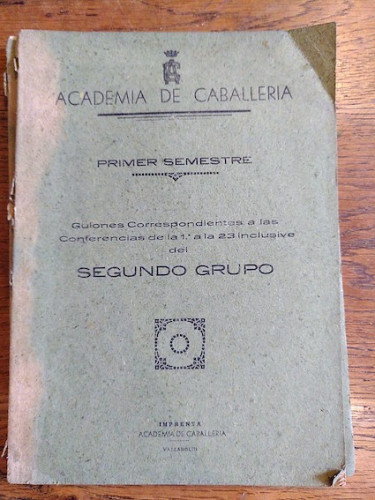 ACADEMIA DE CABALLERIA
PRIMER SEMESTRE
Guiones Correspondientes a las
Conferencias de la 1.ª a la 23 inclusive
del
SEGUNDO GRUPO
IMPRENTA
ACADEMIA DE CABALLERIA
VALLADOLID